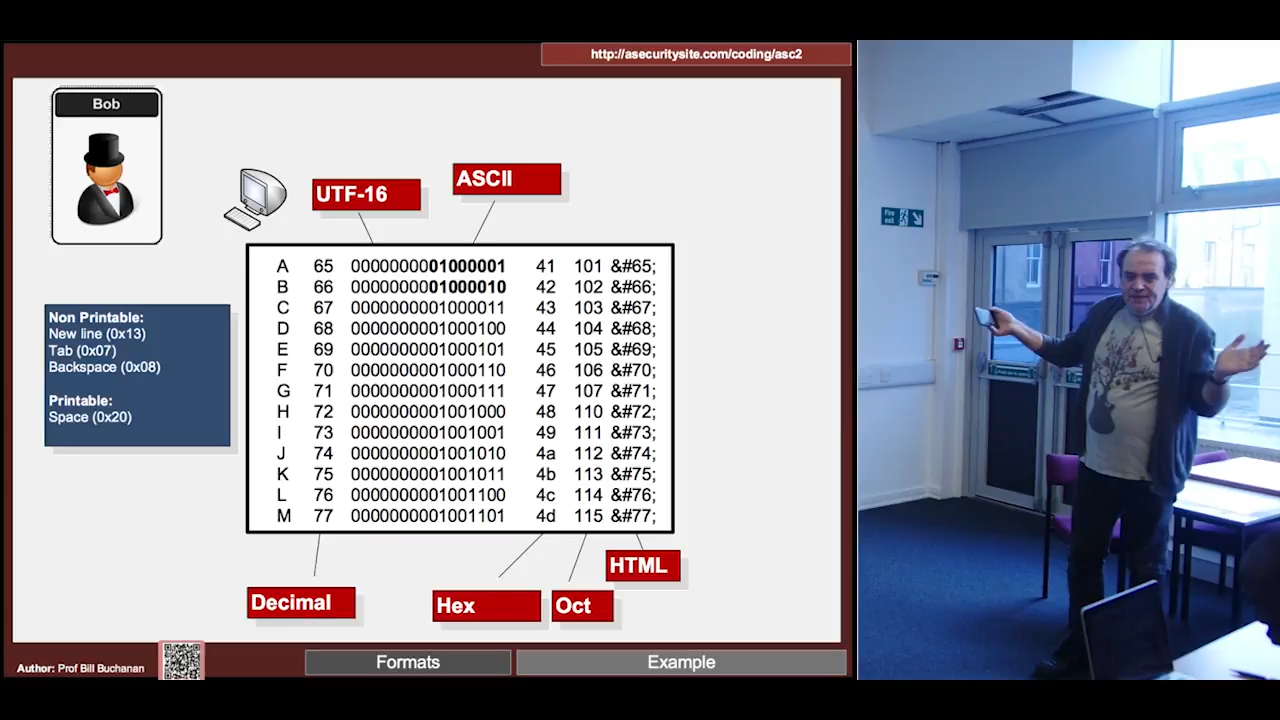 http://asecuritysite.com/coding/asc2
Bob
UTF-16
ASCII
A 65 0000000001000001 41 101 &#65;
B 66 0000000001000010 42 102 &#66;
C 67 0000000001000011 43 103 &#67;
D 68 0000000001000100 44 104 &#68;
E 69 0000000001000101 45 105 &#69;
F 70 0000000001000110 46 106 &#70;
G 71 0000000001000111 47 107 &#71;
H 72 0000000001001000 48 110 &#72;
I 73 0000000001001001 49 111 &#73;
J 74 0000000001001010 4a 112 &#74;
K 75 0000000001001011 4b 113 &#75;
L 76 0000000001001100 4c 114 &#76;
M 77 0000000001001101 4d 115 &#77;
Non Printable:
New line (0x13)
Tab (0x07)
Backspace (0x08)
Printable:
Space (0x20)
Decimal
Hex
Oct
HTML
Author: Prof Bill Buchanan
Formats
Example
Fire
exit